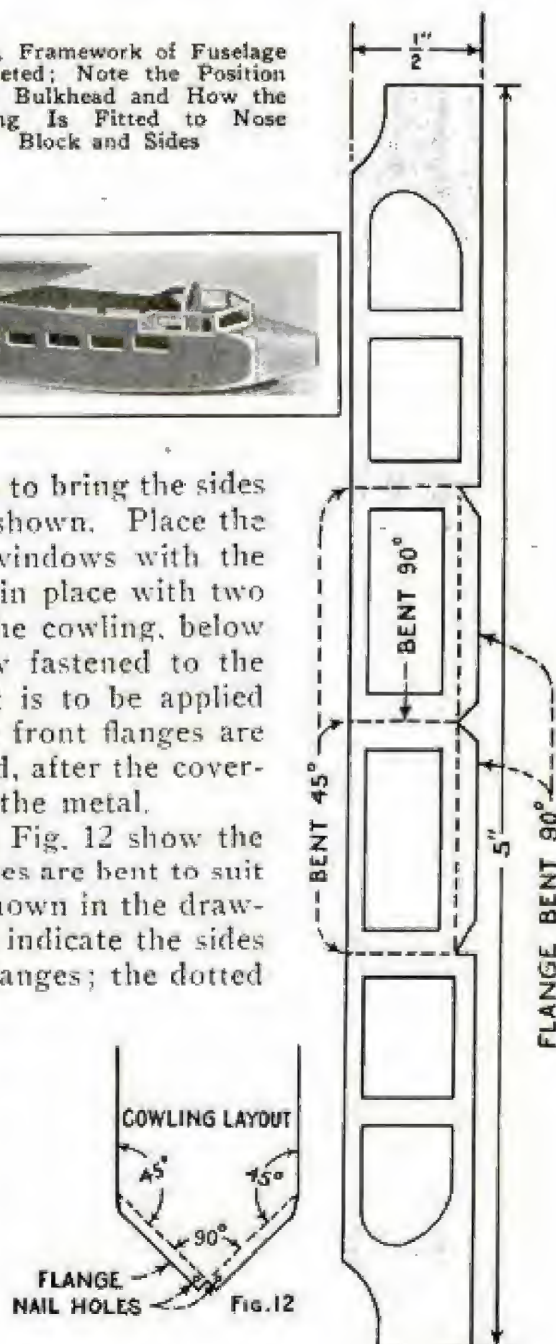 Framework of Fuselage
eted; Note the Position
Bulkhead and How the
ng Is Fitted to Nose
Block and Sides
1/2"
to bring the sides
shown. Place the
windows with the
in place with two
he cowling, below
fastened to the
t is to be applied
front flanges are
d, after the cover-
the metal.
Fig. 12 show the
es are bent to suit
hown in the draw-
indicate the sides
anges; the dotted
BENT 90°
BENT 45°
5"
FLANGE BENT 90°
COWLING LAYOUT
45° 45°
90°
FLANGE
NAIL HOLES
FIG.12